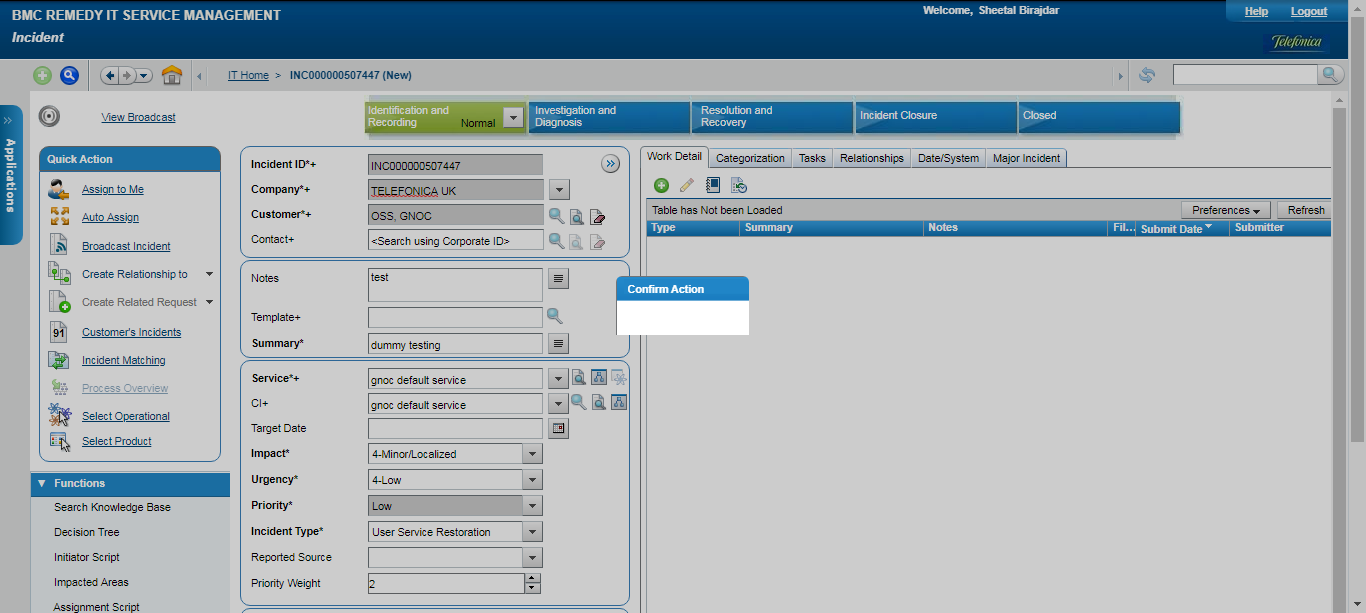 BMC REMEDY IT SERVICE MANAGEMENT
Welcome, Sheetal Birajdar
Help
Logout
Incident
Telefónica
IT Home > INC000000507447 (New)
View Broadcast
Identification and Recording
Normal
Investigation and Diagnosis
Resolution and Recovery
Incident Closure
Closed
Applications
Quick Action
Assign to Me
Auto Assign
Broadcast Incident
Create Relationship to
Create Related Request
91
Customer's Incidents
Incident Matching
Process Overview
Select Operational
Select Product
Functions
Search Knowledge Base
Decision Tree
Initiator Script
Impacted Areas
Assignment Script
Incident ID*+ INC000000507447
Company*+ TELEFONICA UK
Customer*+ OSS, GNOC
Contact+ <Search using Corporate ID>
Notes test
Template+
Summary* dummy testing
Service*+ gnoc default service
CI+ gnoc default service
Target Date
Impact* 4-Minor/Localized
Urgency* 4-Low
Priority* Low
Incident Type* User Service Restoration
Reported Source
Priority Weight 2
Work Detail Categorization Tasks Relationships Date/System Major Incident
Table has Not been Loaded
Preferences
Refresh
Type Summary Notes Fil... Submit Date Submitter
Confirm Action